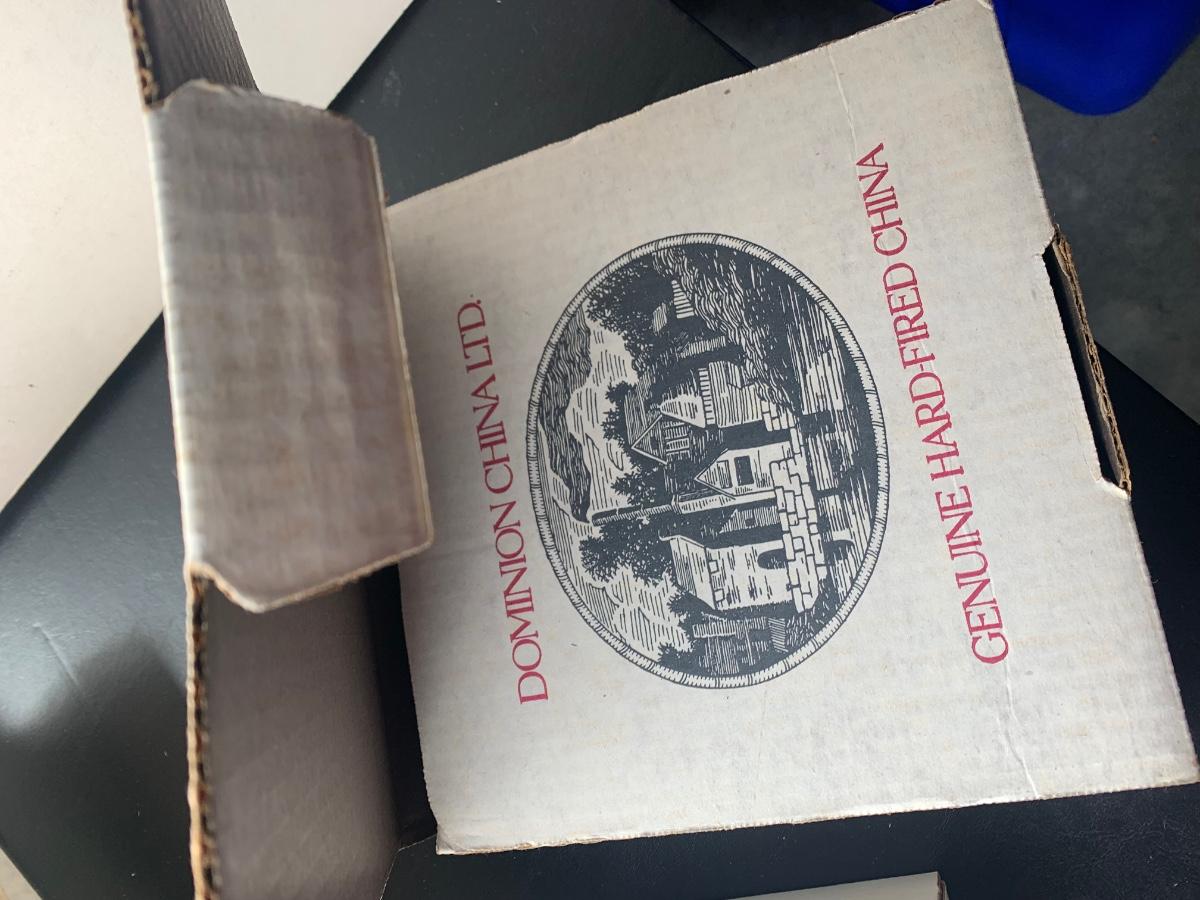 DOMINION CHINA LTD.
GENUINE HARD-FIRED CHINA